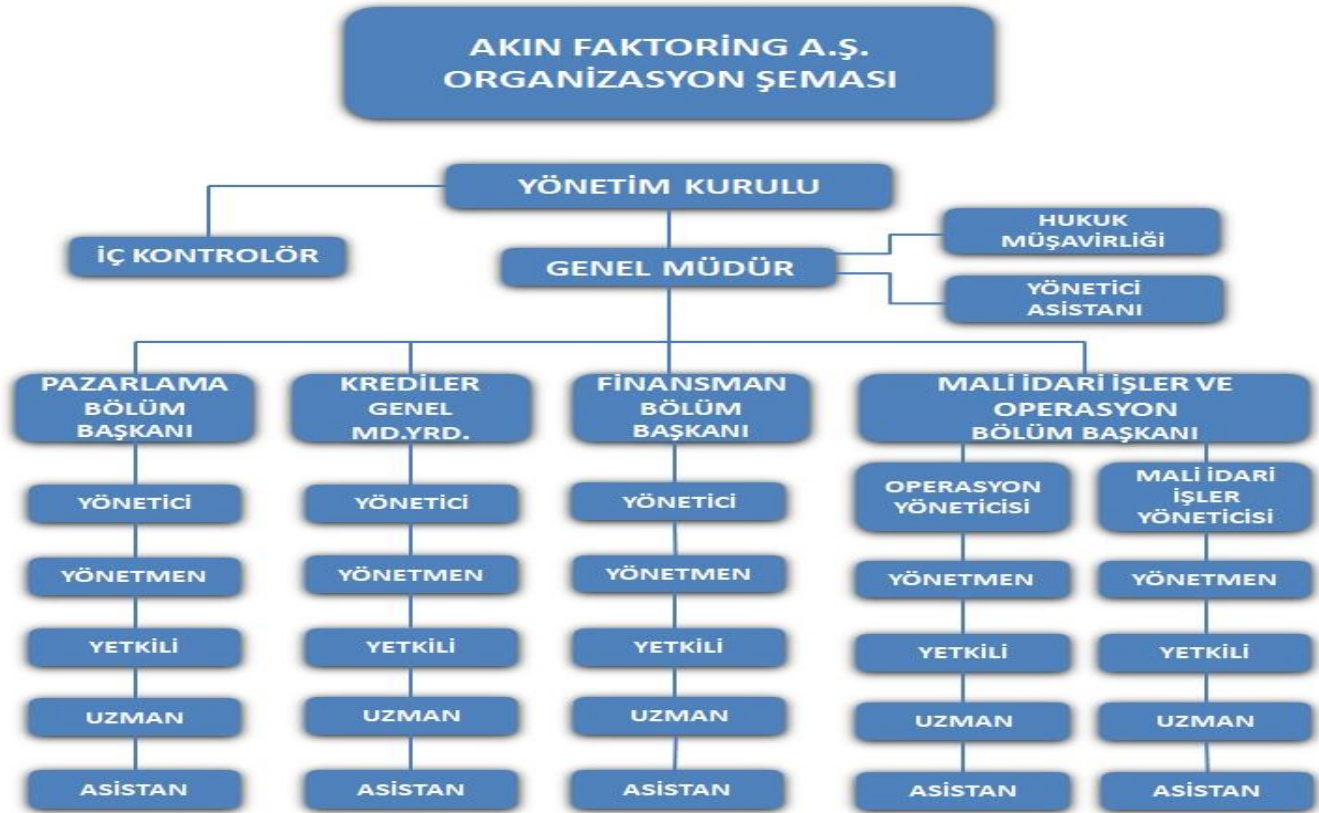 AKIN FAKTORİNG A.Ş.
ORGANİZASYON ŞEMASI
YÖNETİM KURULU
İÇ KONTROLÖR
GENEL MÜDÜR
HUKUK
MÜŞAVİRLİĞİ
YÖNETİCİ
ASİSTANI
PAZARLAMA
BÖLÜM
BAŞKANI
KREDİLER
GENEL
MD.YRD.
FİNANSMAN
BÖLÜM
BAŞKANI
MALİ İDARİ İŞLER VE
OPERASYON
BÖLÜM BAŞKANI
YÖNETİCİ
YÖNETİCİ
YÖNETİCİ
OPERASYON
YÖNETİCİSİ
MALİ İDARİ
İŞLER
YÖNETİCİSİ
YÖNETMEN
YÖNETMEN
YÖNETMEN
YÖNETMEN
YÖNETMEN
YETKİLİ
YETKİLİ
YETKİLİ
YETKİLİ
YETKİLİ
UZMAN
UZMAN
UZMAN
UZMAN
UZMAN
ASİSTAN
ASİSTAN
ASİSTAN
ASİSTAN
ASİSTAN